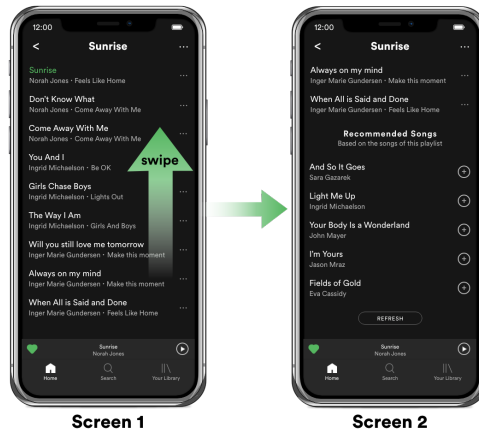 12:00
<
Sunrise
...
Sunrise
Norah Jones · Feels Like Home
Don't Know What
Norah Jones · Come Away With Me
Come Away With Me
Norah Jones · Come Away With Me
You And I
Ingrid Michaelson · Be OK
Girls Chase Boys
Ingrid Michaelson · Lights Out
The Way I Am
Ingrid Michaelson · Girls And Boys
Will you still love me tomorrow
Inger Marie Gundersen · Make this moment
Always on my mind
Inger Marie Gundersen · Make this moment
When All is Said and Done
Inger Marie Gundersen · Feels Like Home
swipe
Sunrise
Norah Jones
Home
Search
Your Library
Screen 1
12:00
<
Sunrise
...
Always on my mind
Inger Marie Gundersen · Make this moment
When All is Said and Done
Inger Marie Gundersen · Feels Like Home
Recommended Songs
Based on the songs of this playlist
And So It Goes
Sara Gazarek
Light Me Up
Ingrid Michaelson
Your Body Is a Wonderland
John Mayer
I'm Yours
Jason Mraz
Fields of Gold
Eva Cassidy
REFRESH
Sunrise
Norah Jones
Home
Search
Your Library
Screen 2